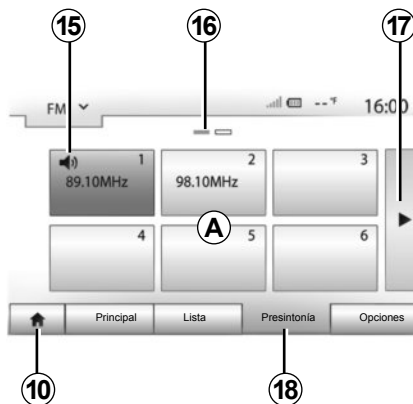 15 16 17
FM --°F 16:00
1 2 3
89.10MHz 98.10MHz
A
4 5 6
Principal Lista Presintonía Opciones
10 18